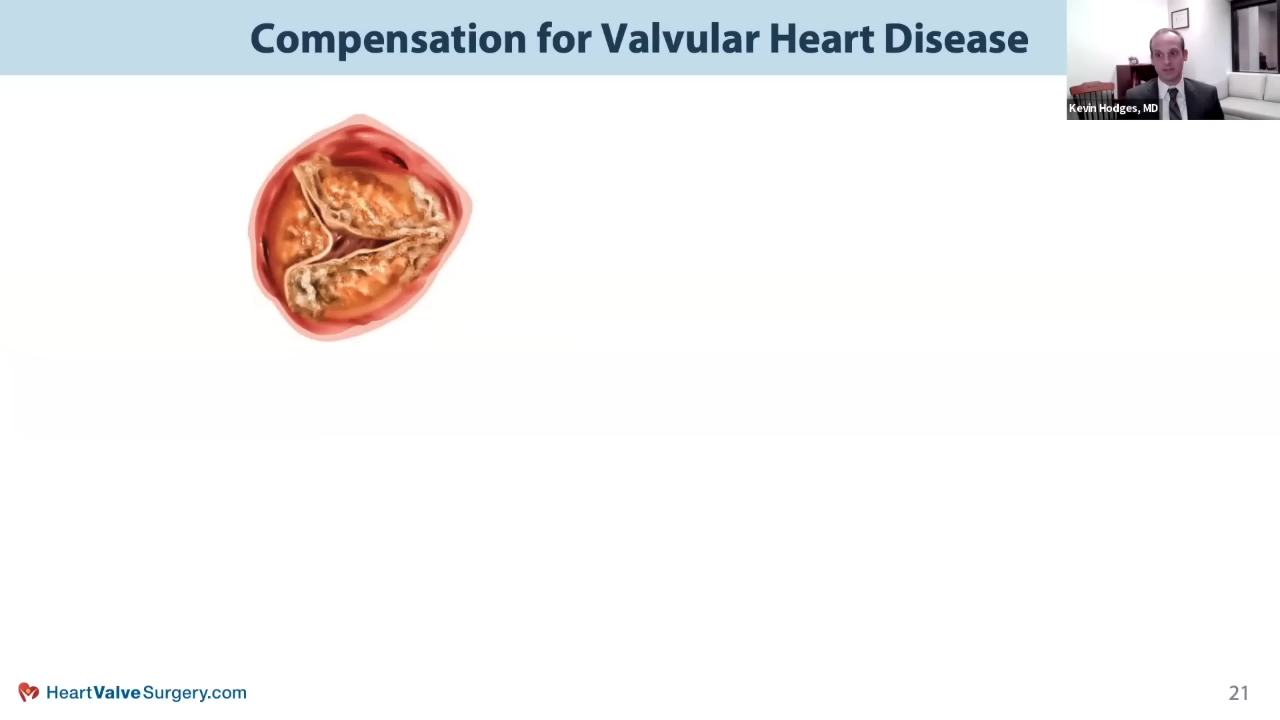 Compensation for Valvular Heart Disease
Kevin Hodges, MD
HeartValveSurgery.com
21